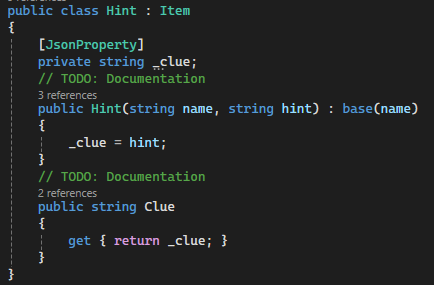 public class Hint : Item
{
[JsonProperty]
private string _clue;
// TODO: Documentation
3 references
public Hint(string name, string hint) : base(name)
{
_clue = hint;
}
// TODO: Documentation
2 references
public string Clue
{
get { return _clue; }
}
}